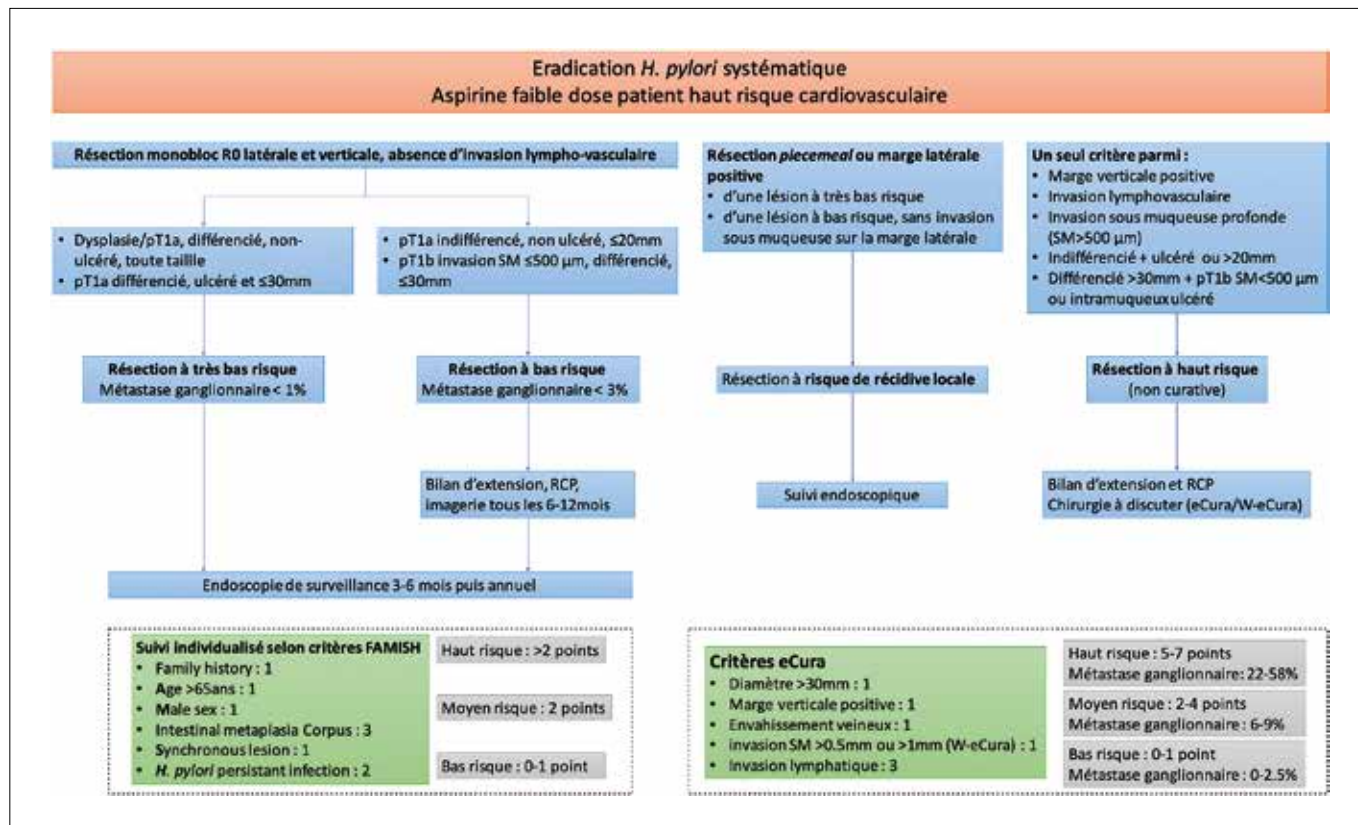 Eradication H. pylori systématique
Aspirine faible dose patient haut risque cardiovasculaire
Résection monobloc R0 latérale et verticale, absence d'invasion lympho-vasculaire
• Dysplasie/pT1a, différencié, non-
ulcéré, toute taillle
• pT1a différencié, ulcéré et ≤30mm
• pT1a indifférencé, non ulcéré, ≤20mm
• pT1b invasion SM ≤500 µm, différencié,
≤30mm
Résection à très bas risque
Métastase ganglionnaire < 1%
Résection à bas risque
Métastase ganglionnaire < 3%
Bilan d'extension, RCP,
imagerie tous les 6-12mois
Endoscopie de surveillance 3-6 mois puis annuel
Résection piecemeal ou marge latérale
positive
• d'une lésion à très bas risque
• d'une lésion à bas risque, sans invasion
sous muqueuse sur la marge latérale
Résection à risque de récidive locale
Suivi endoscopique
Un seul critère parmi :
• Marge verticale positive
• Invasion lymphovasculaire
• Invasion sous muqueuse profonde
(SM>500 µm)
• Indifférencié + ulcéré ou >20mm
• Différencié >30mm + pT1b SM<500 µm
ou intramuqueux ulcéré
Résection à haut risque
(non curative)
Bilan d'extension et RCP
Chirurgie à discuter (eCura/W-eCura)
Suivi individualisé selon critères FAMISH
• Family history : 1
• Age >65ans : 1
• Male sex : 1
• Intestinal metaplasia Corpus : 3
• Synchronous lesion : 1
• H. pylori persistant infection : 2
Haut risque : >2 points
Moyen risque : 2 points
Bas risque : 0-1 point
Critères eCura
• Diamètre >30mm : 1
• Marge verticale positive : 1
• Envahissement veineux : 1
• invasion SM >0.5mm ou >1mm (W-eCura) : 1
• Invasion lymphatique : 3
Haut risque : 5-7 points
Métastase ganglionnaire: 22-58%
Moyen risque : 2-4 points
Métastase ganglionnaire : 6-9%
Bas risque : 0-1 point
Métastase ganglionnaire : 0-2.5%